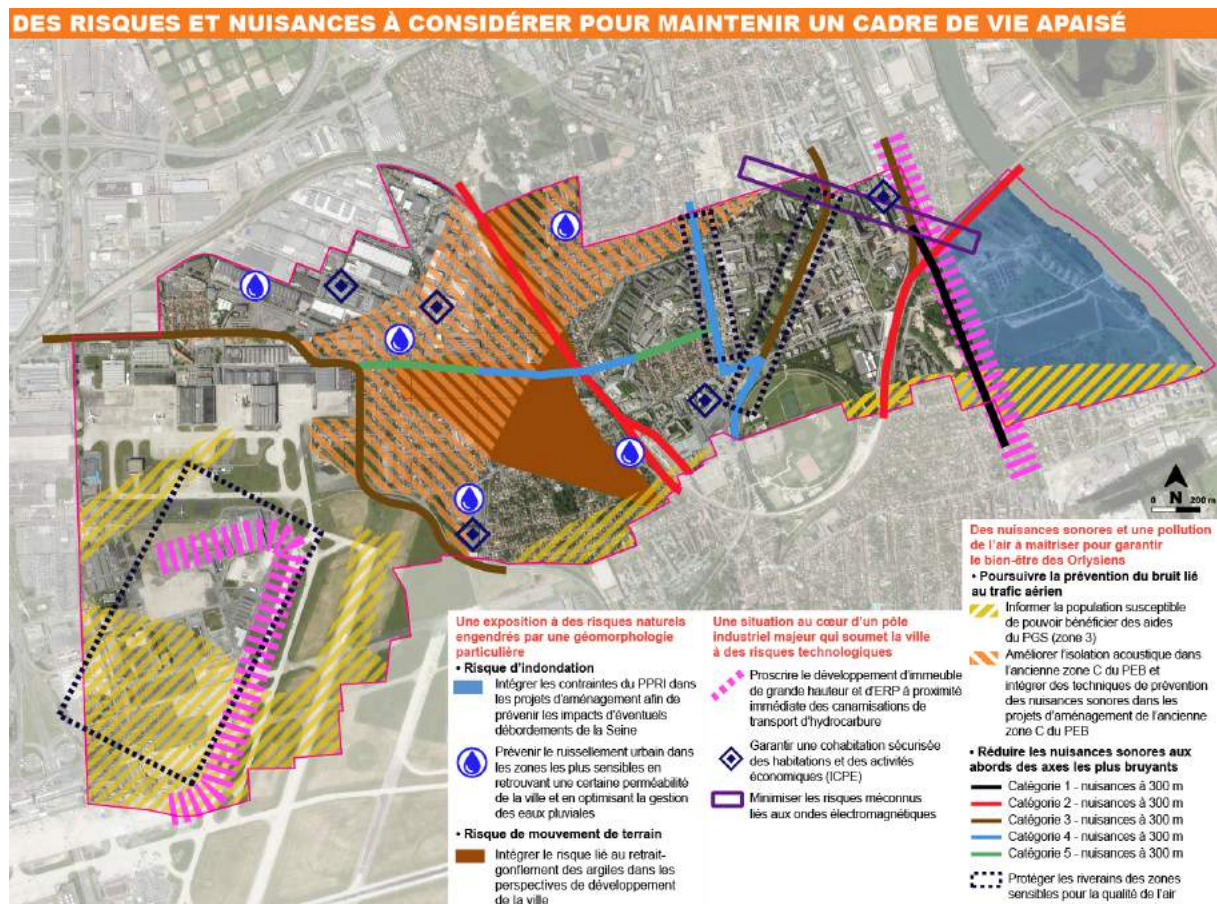 DES RISQUES ET NUISANCES À CONSIDÉRER POUR MAINTENIR UN CADRE DE VIE APAISÉ
N
0 200 m
Une exposition à des risques naturels
engendrés par une géomorphologie
particulière
• Risque d'indondation
Intégrer les contraintes du PPRI dans
les projets d'aménagement afin de
prévenir les impacts d'éventuels
débordements de la Seine
Prévenir le ruissellement urbain dans
les zones les plus sensibles en
retrouvant une certaine perméabilité
de la ville et en optimisant la gestion
des eaux pluviales
• Risque de mouvement de terrain
Intégrer le risque lié au retrait-
gonflement des argiles dans les
perspectives de développement
de la ville
Une situation au cœur d'un pôle
industriel majeur qui soumet la ville
à des risques technologiques
Proscrire le développement d'immeuble
de grande hauteur et d'ERP à proximité
immédiate des canarisations de
transport d'hydrocarbure
Garantir une cohabitation sécurisée
des habitations et des activités
économiques (ICPE)
Minimiser les risques méconnus
liés aux ondes électromagnétiques
Des nuisances sonores et une pollution
de l'air à maîtriser pour garantir
le bien-être des Orlysiens
• Poursuivre la prévention du bruit lié
au trafic aérien
Informer la population susceptible
de pouvoir bénéficier des aides
du PGS (zone 3)
Améliorer l'isolation acoustique dans
l'ancienne zone C du PEB et
intégrer des techniques de prévention
des nuisances sonores dans les
projets d'aménagement de l'ancienne
zone C du PEB
• Réduire les nuisances sonores aux
abords des axes les plus bruyants
Catégorie 1 - nuisances à 300 m
Catégorie 2 - nuisances à 300 m
Catégorie 3 - nuisances à 300 m
Catégorie 4 - nuisances à 300 m
Catégorie 5 - nuisances à 300 m
Protéger les riverains des zones
sensibles pour la qualité de l'air